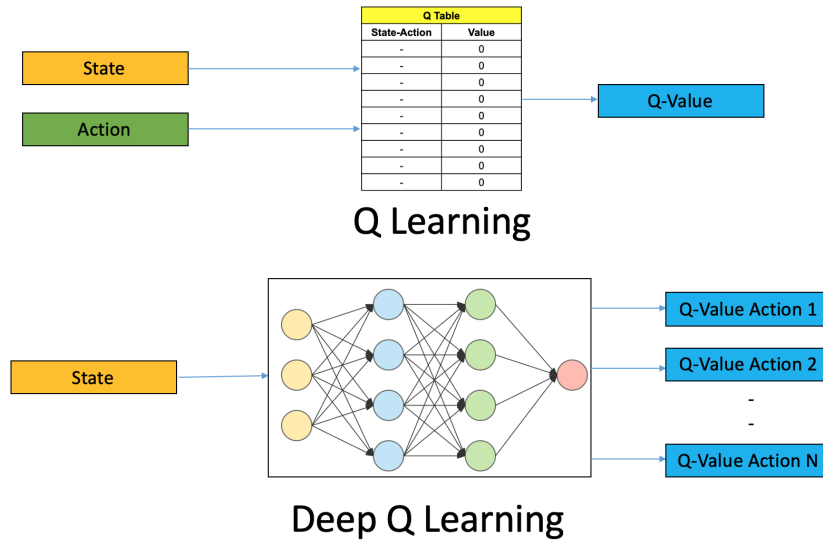 Q Table
State-Action Value
- 0
- 0
- 0
- 0
- 0
- 0
- 0
- 0
- 0
State
Action
Q-Value
Q Learning
State
Q-Value Action 1
Q-Value Action 2
-
-
Q-Value Action N
Deep Q Learning